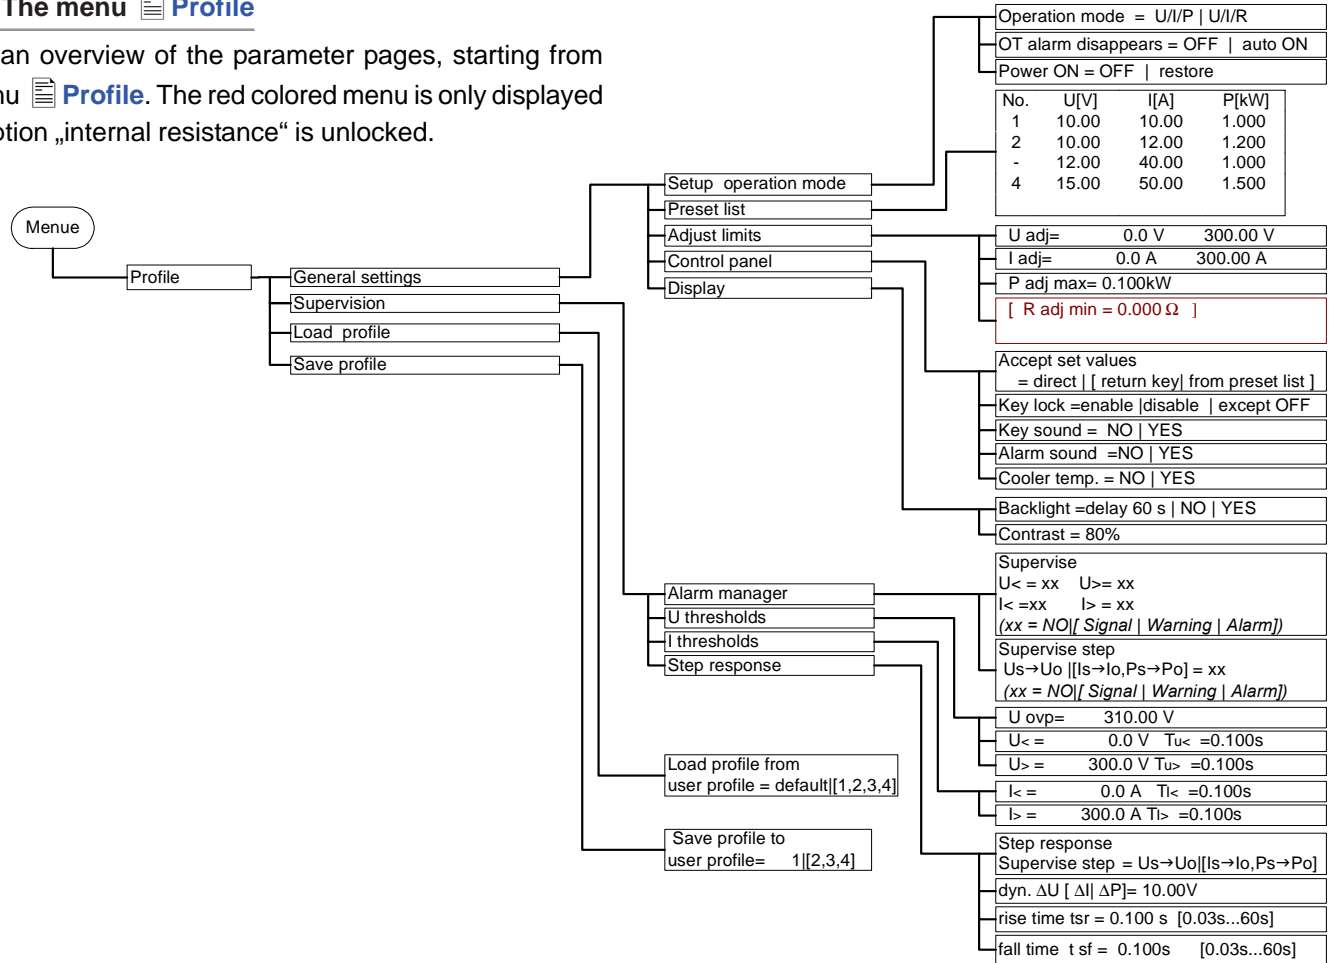 The menu Profile
an overview of the parameter pages, starting from
nu Profile. The red colored menu is only displayed
otion „internal resistance“ is unlocked.
Menue
Profile
General settings
Supervision
Load profile
Save profile
Setup operation mode
Preset list
Adjust limits
Control panel
Display
Operation mode = U/I/P | U/I/R
OT alarm disappears = OFF | auto ON
Power ON = OFF | restore
No. U[V] I[A] P[kW]
1 10.00 10.00 1.000
2 10.00 12.00 1.200
- 12.00 40.00 1.000
4 15.00 50.00 1.500
U adj= 0.0 V 300.00 V
I adj= 0.0 A 300.00 A
P adj max= 0.100kW
[ R adj min = 0.000 Ω ]
Accept set values
= direct | [ return key| from preset list ]
Key lock =enable |disable | except OFF
Key sound = NO | YES
Alarm sound =NO | YES
Cooler temp. = NO | YES
Backlight =delay 60 s | NO | YES
Contrast = 80%
Alarm manager
U thresholds
I thresholds
Step response
Supervise
U< = xx U>= xx
I< =xx I> = xx
(xx = NO|[ Signal | Warning | Alarm])
Supervise step
Us→Uo |[Is→Io,Ps→Po] = xx
(xx = NO|[ Signal | Warning | Alarm])
U ovp= 310.00 V
U< = 0.0 V Tu< =0.100s
U> = 300.0 V Tu> =0.100s
I< = 0.0 A TI< =0.100s
I> = 300.0 A TI> =0.100s
Load profile from
user profile = default|[1,2,3,4]
Save profile to
user profile= 1|[2,3,4]
Step response
Supervise step = Us→Uo|[Is→Io,Ps→Po]
dyn. ΔU [ ΔI| ΔP]= 10.00V
rise time tsr = 0.100 s [0.03s...60s]
fall time t sf = 0.100s [0.03s...60s]